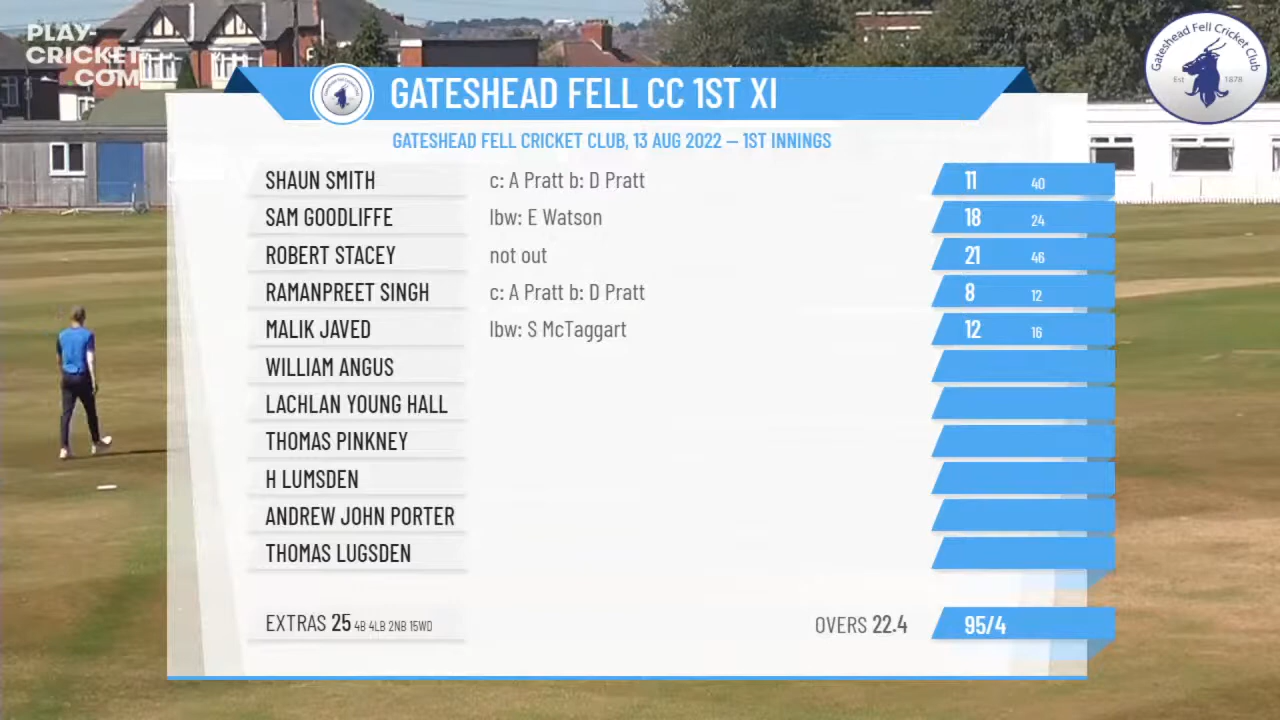 PLAY-
CRICKET
.COM
Gateshead Fell Cricket Club
Est 1878
GATESHEAD FELL CC 1ST XI
GATESHEAD FELL CRICKET CLUB, 13 AUG 2022 – 1ST INNINGS
SHAUN SMITH c: A Pratt b: D Pratt 11 40
SAM GOODLIFFE lbw: E Watson 18 24
ROBERT STACEY not out 21 46
RAMANPREET SINGH c: A Pratt b: D Pratt 8 12
MALIK JAVED lbw: S McTaggart 12 16
WILLIAM ANGUS
LACHLAN YOUNG HALL
THOMAS PINKNEY
H LUMSDEN
ANDREW JOHN PORTER
THOMAS LUGSDEN
EXTRAS 25 4B 4LB 2NB 15WD OVERS 22.4 95/4